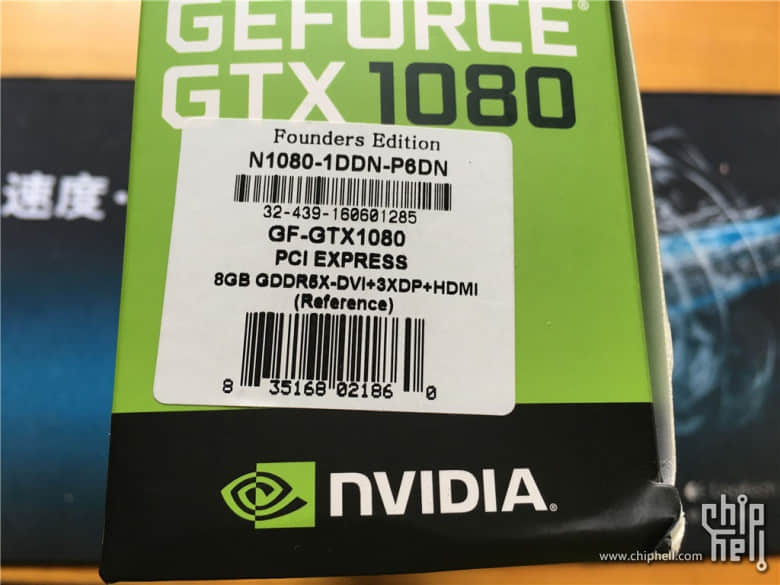 GEFORCE®
GTX 1080
Founders Edition
N1080-1DDN-P6DN
32-439-160601285
GF-GTX1080
PCI EXPRESS
8GB GDDR5X-DVI+3XDP+HDMI
(Reference)
8 35168 02186 0
速度·
NVIDIA.
chip
hell
www.chiphell.com